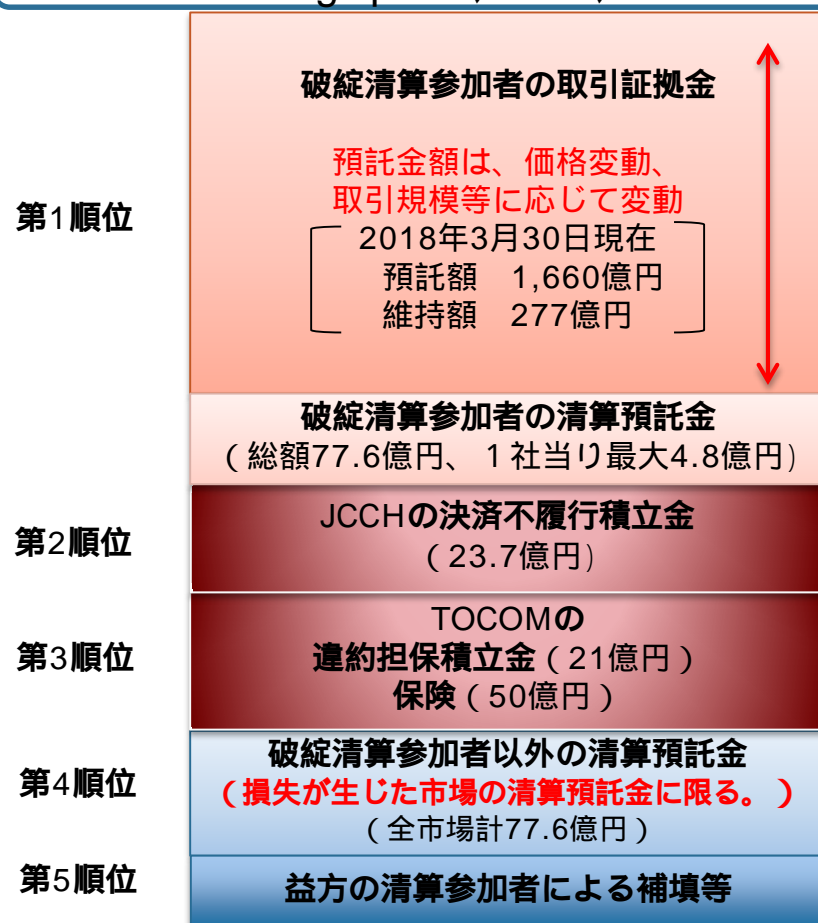 破綻清算参加者の取引証拠金
預託金額は、価格変動、
取引規模等に応じて変動
第1順位
2018年3月30日現在
預託額 1,660億円
維持額 277億円
破綻清算参加者の清算預託金
(総額77.6億円、1社当り最大4.8億円)
第2順位
JCCHの決済不履行積立金
(23.7億円)
第3順位
TOCOMの
違約担保積立金(21億円)
保険(50億円)
第4順位
破綻清算参加者以外の清算預託金
(損失が生じた市場の清算預託金に限る。)
(全市場計77.6億円)
第5順位
益方の清算参加者による補填等